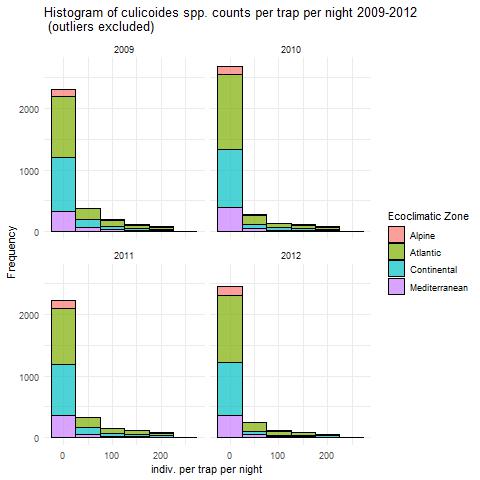 Histogram of culicoides spp. counts per trap per night 2009-2012
(outliers excluded)
2009
2010
2000
1000
0
2011
2012
2000
1000
0
0
100
200
0
100
200
Frequency
indiv. per trap per night
Ecoclimatic Zone
Alpine
Atlantic
Continental
Mediterranean